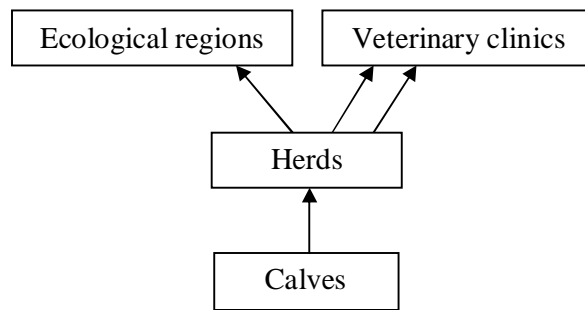 Ecological regions
Veterinary clinics
Herds
Calves